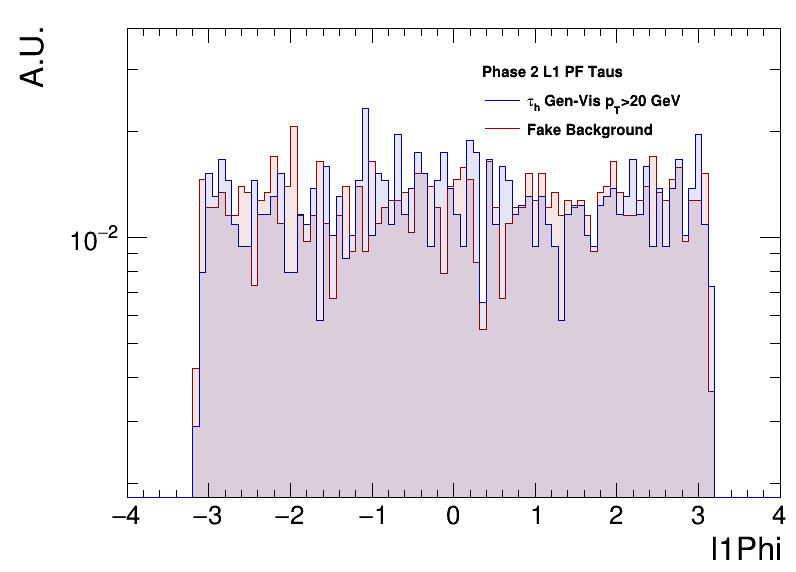 A.U.
Phase 2 L1 PF Taus
τh Gen-Vis pT>20 GeV
Fake Background
10−2
−4 −3 −2 −1 0 1 2 3 4
l1Phi